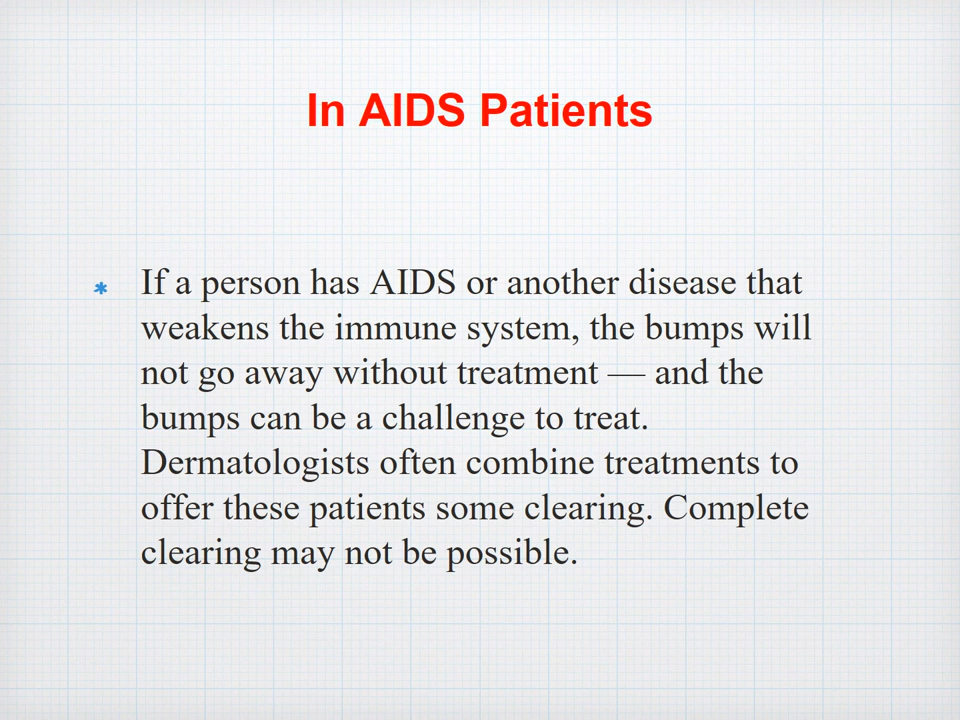 In AIDS Patients
* If a person has AIDS or another disease that
weakens the immune system, the bumps will
not go away without treatment — and the
bumps can be a challenge to treat.
Dermatologists often combine treatments to
offer these patients some clearing. Complete
clearing may not be possible.